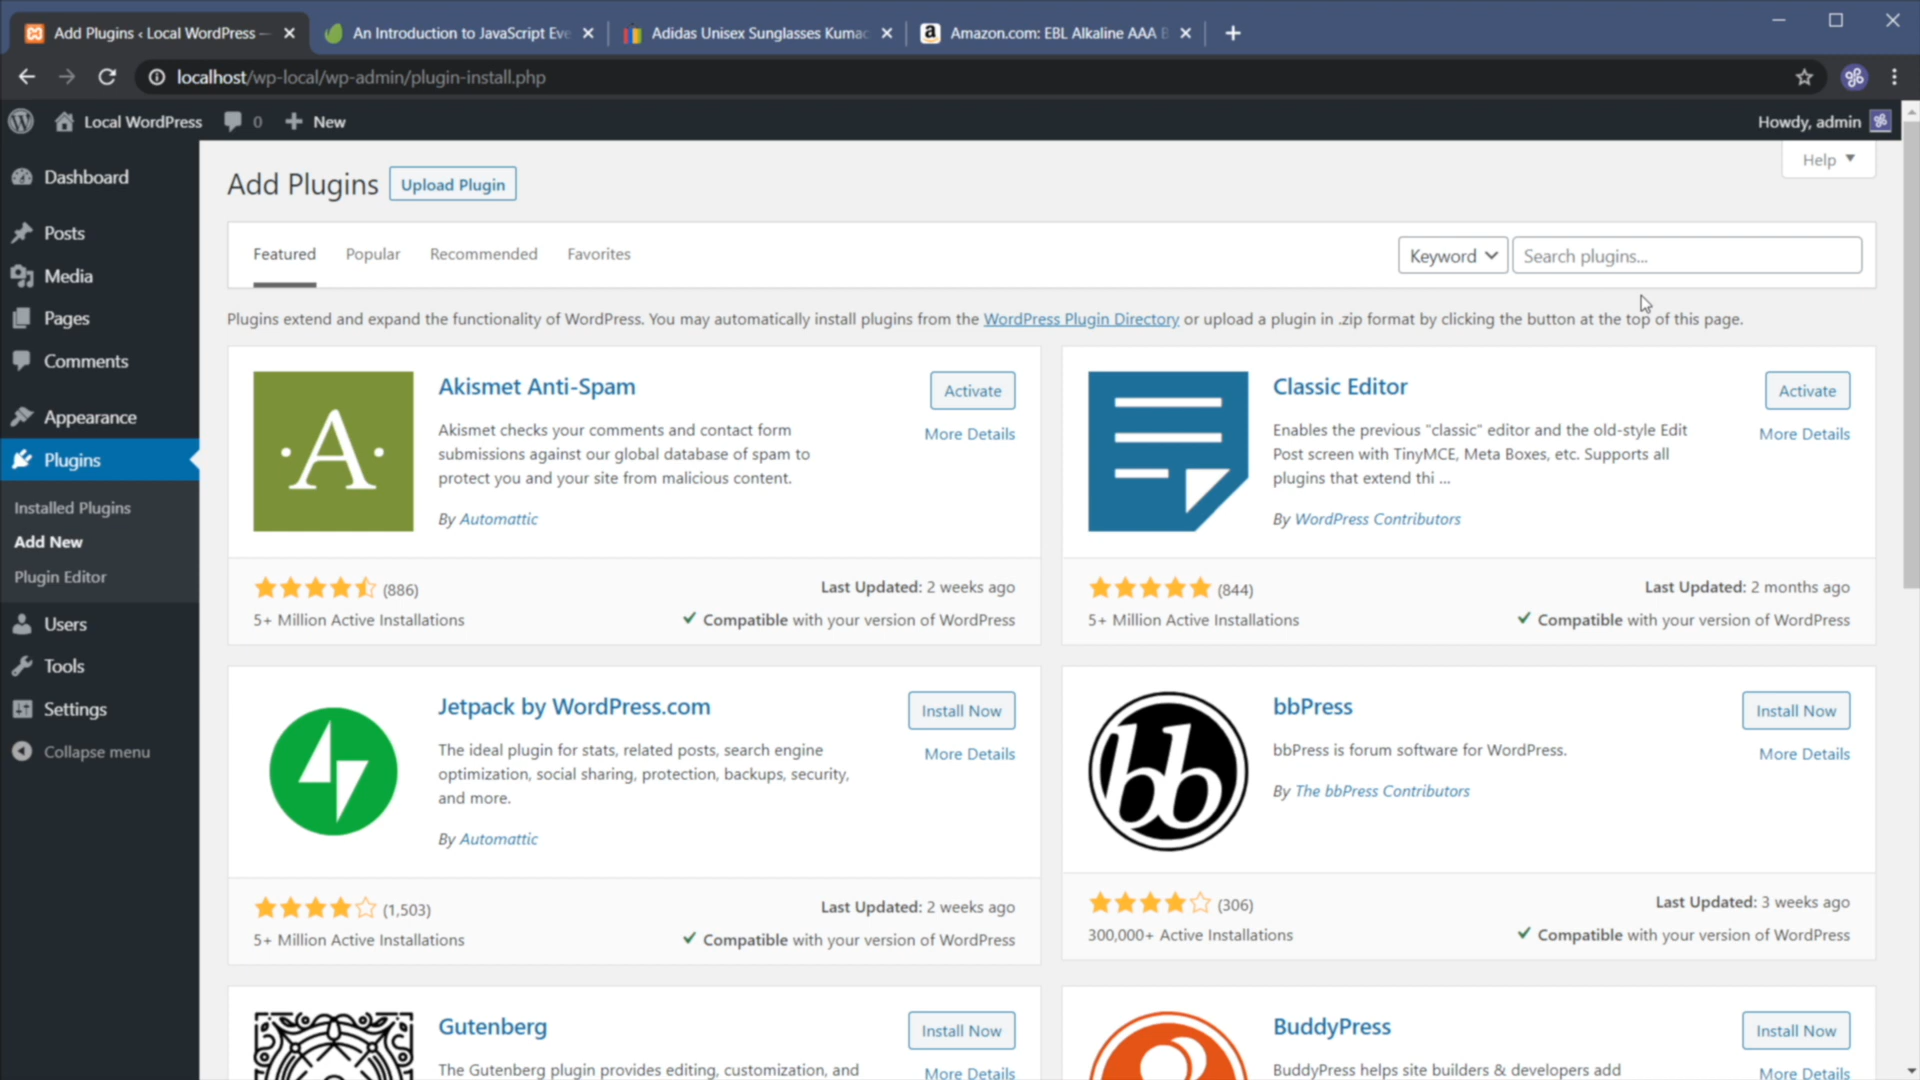 Add Plugins ‹ Local WordPress —
An Introduction to JavaScript Eve
Adidas Unisex Sunglasses Kumac
Amazon.com: EBL Alkaline AAA B
localhost/wp-local/wp-admin/plugin-install.php
Local WordPress
0
New
Howdy, admin
Dashboard
Posts
Media
Pages
Comments
Appearance
Plugins
Installed Plugins
Add New
Plugin Editor
Users
Tools
Settings
Collapse menu
Help
Add Plugins
Upload Plugin
Featured
Popular
Recommended
Favorites
Keyword
Search plugins...
Plugins extend and expand the functionality of WordPress. You may automatically install plugins from the WordPress Plugin Directory or upload a plugin in .zip format by clicking the button at the top of this page.
A
Akismet Anti-Spam
Activate
More Details
Akismet checks your comments and contact form
submissions against our global database of spam to
protect you and your site from malicious content.
By Automattic
(886)
5+ Million Active Installations
Last Updated: 2 weeks ago
Compatible with your version of WordPress
Classic Editor
Activate
More Details
Enables the previous "classic" editor and the old-style Edit
Post screen with TinyMCE, Meta Boxes, etc. Supports all
plugins that extend thi ...
By WordPress Contributors
(844)
5+ Million Active Installations
Last Updated: 2 months ago
Compatible with your version of WordPress
Jetpack by WordPress.com
Install Now
More Details
The ideal plugin for stats, related posts, search engine
optimization, social sharing, protection, backups, security,
and more.
By Automattic
(1,503)
5+ Million Active Installations
Last Updated: 2 weeks ago
Compatible with your version of WordPress
bb
bbPress
Install Now
More Details
bbPress is forum software for WordPress.
By The bbPress Contributors
(306)
300,000+ Active Installations
Last Updated: 3 weeks ago
Compatible with your version of WordPress
Gutenberg
Install Now
More Details
The Gutenberg plugin provides editing, customization, and
BuddyPress
Install Now
More Details
BuddyPress helps site builders & developers add